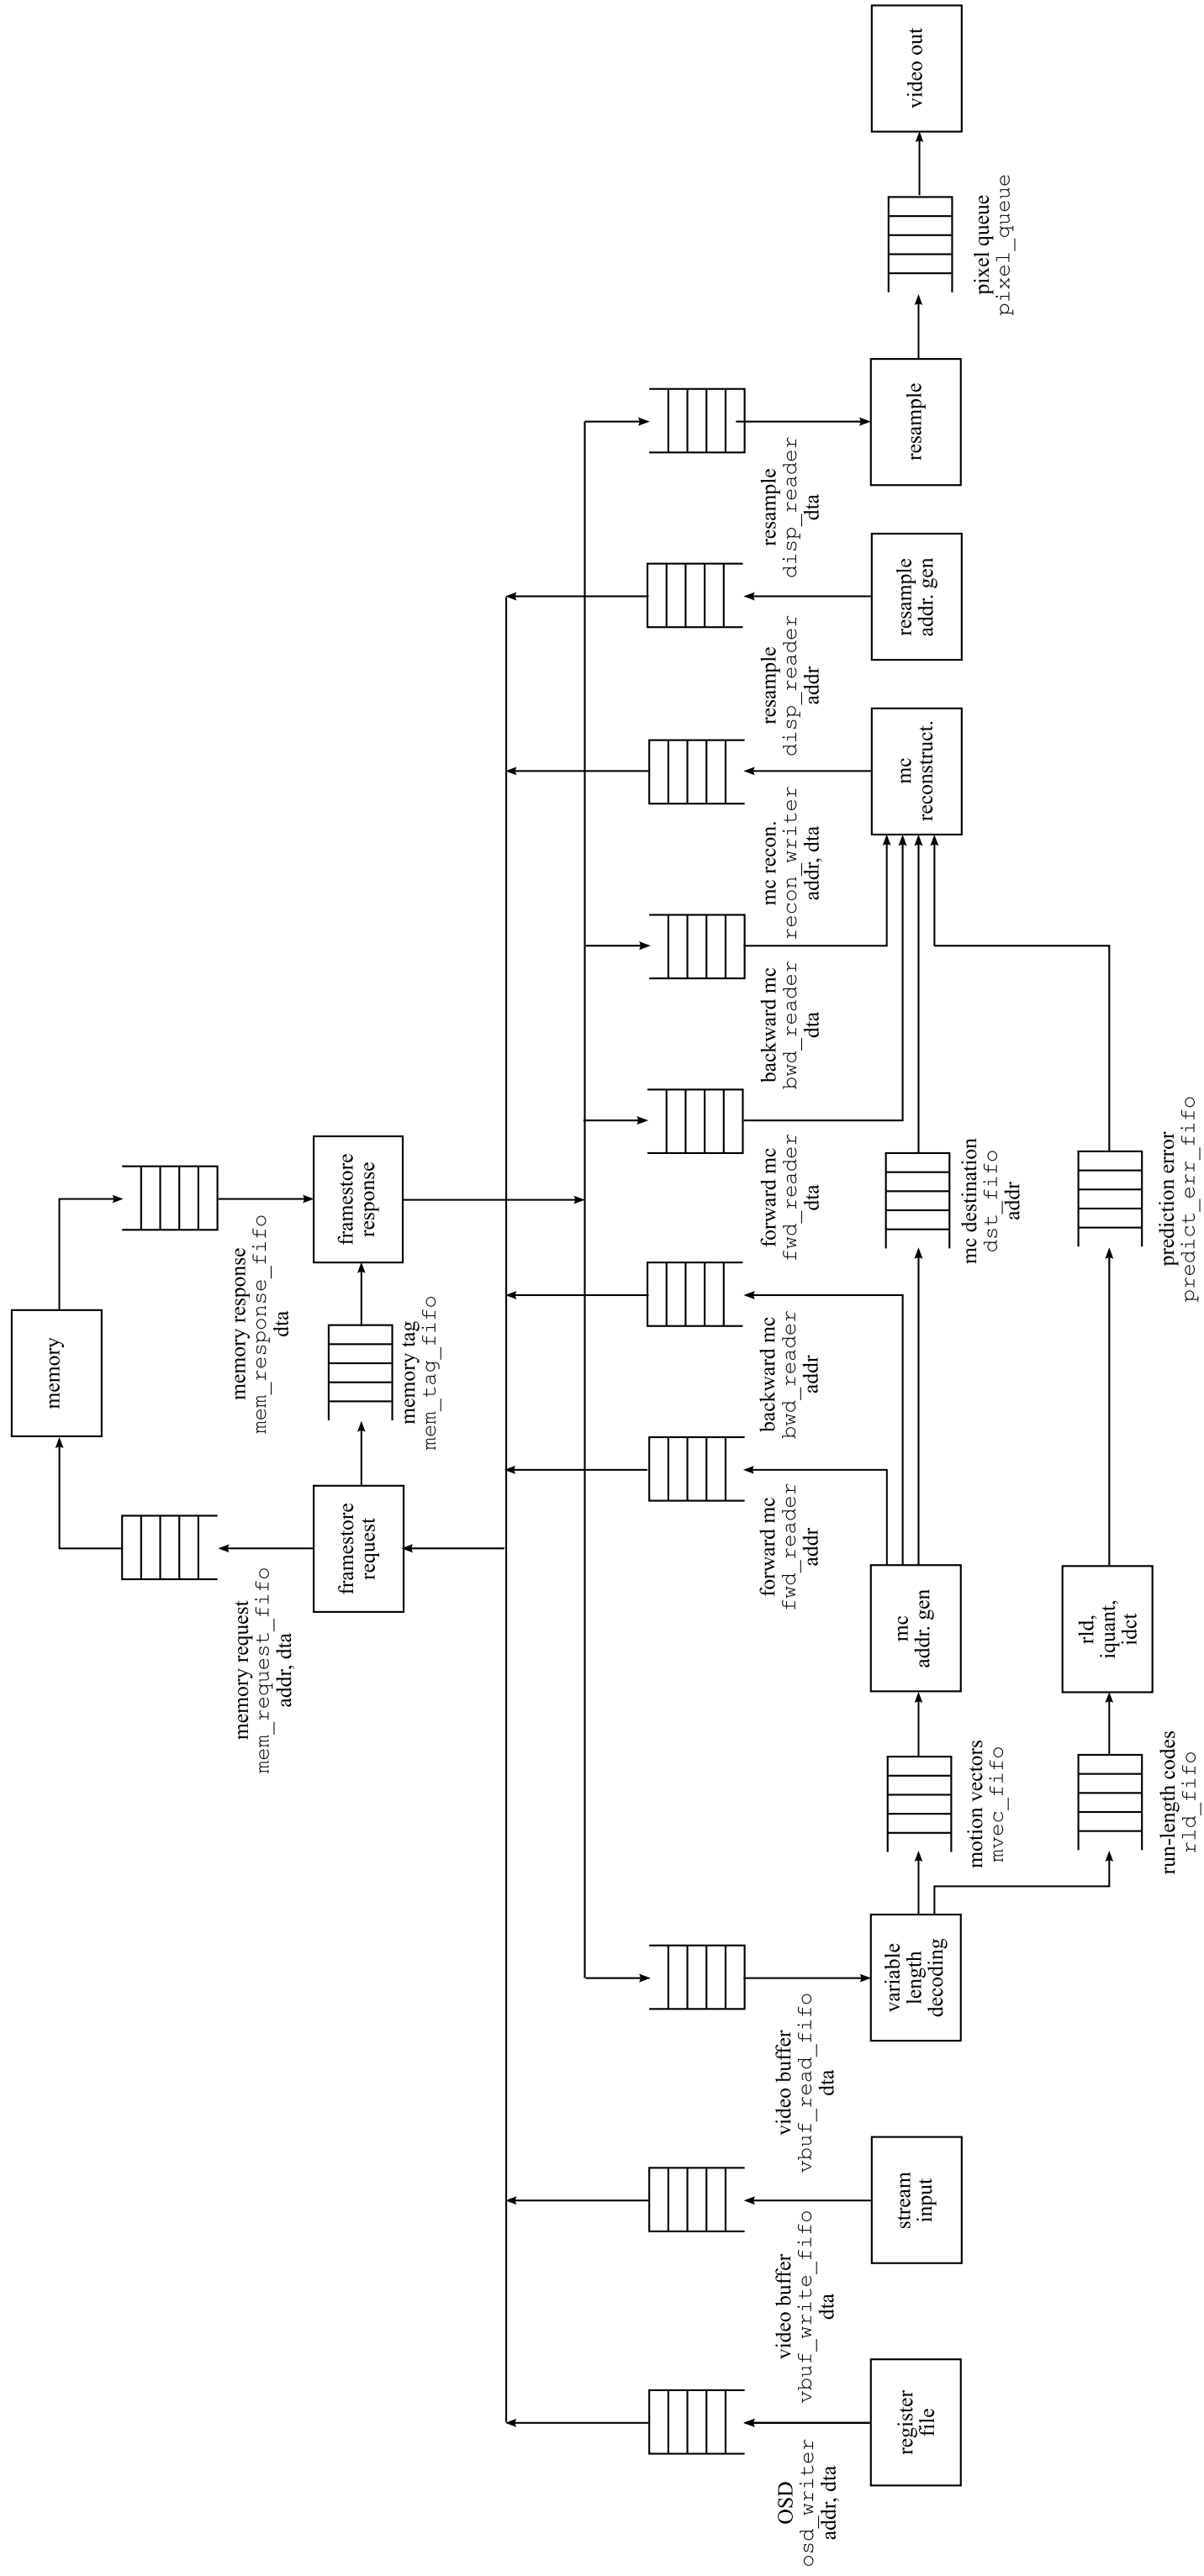 memory
memory request
mem_request_fifo
addr, dta
memory response
mem_response_fifo
dta
framestore
request
memory tag
mem_tag_fifo
framestore
response
OSD
osd_writer
addr, dta
video buffer
vbuf_write_fifo
dta
video buffer
vbuf_read_fifo
dta
forward mc
fwd_reader
addr
backward mc
bwd_reader
addr
forward mc
fwd_reader
dta
backward mc
bwd_reader
dta
mc recon.
recon_writer
addr, dta
resample
disp_reader
addr
resample
disp_reader
dta
register
file
stream
input
variable
length
decoding
motion vectors
mvec_fifo
mc
addr. gen
mc destination
dst_fifo
addr
mc
reconstruct.
resample
addr. gen
resample
pixel queue
pixel_queue
video out
run-length codes
rld_fifo
rld,
iquant,
idct
prediction error
predict_err_fifo